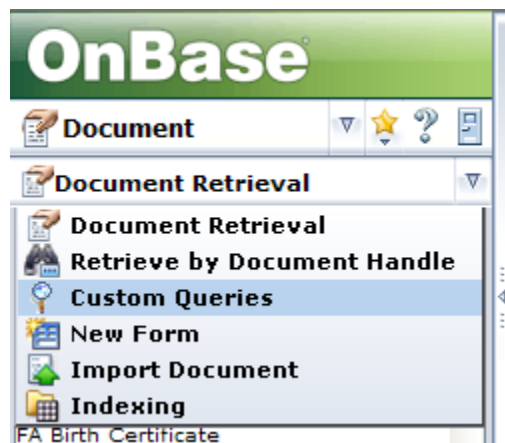 OnBase
Document
Document Retrieval
Document Retrieval
Retrieve by Document Handle
Custom Queries
New Form
Import Document
Indexing
FA Birth Certificate